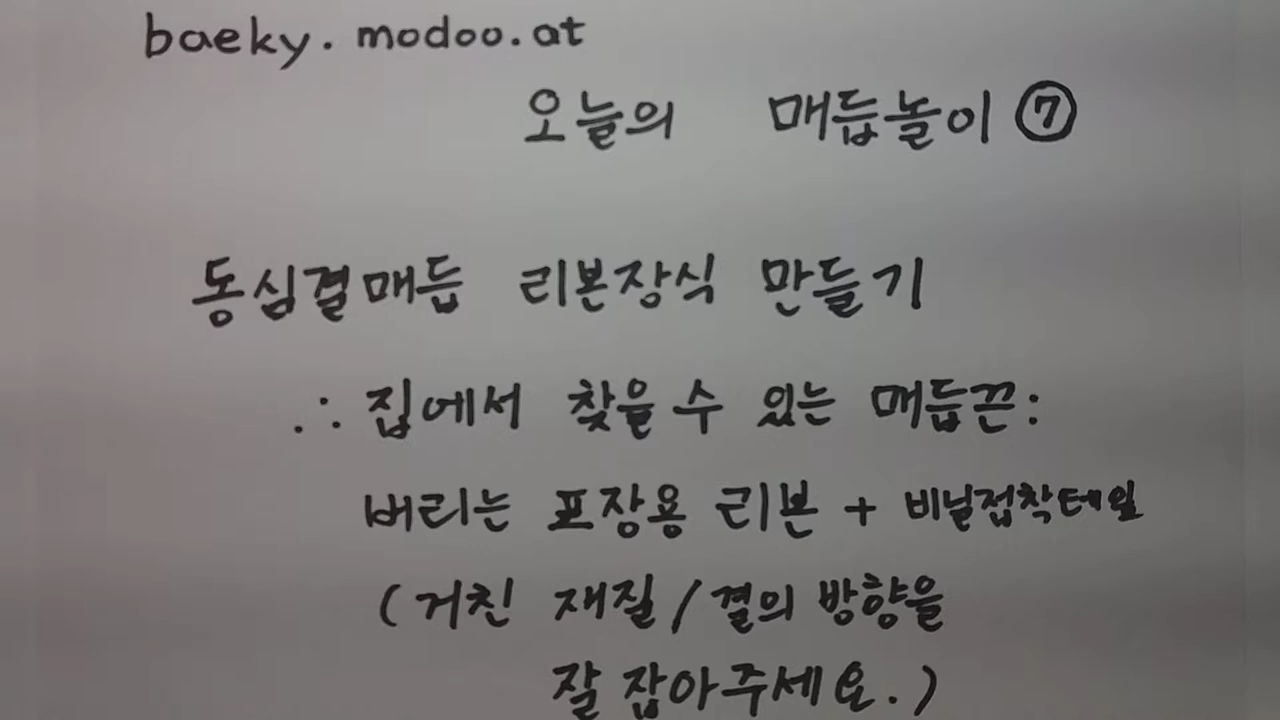 baeky.modoo.at
오늘의 매듭놀이 ⑦
동심결매듭 리본장식 만들기
∴ 집에서 찾을 수 있는 매듭끈:
버리는 포장용 리본 + 비닐접착테잎
(거친 재질/결의 방향을
잘 잡아주세요.)